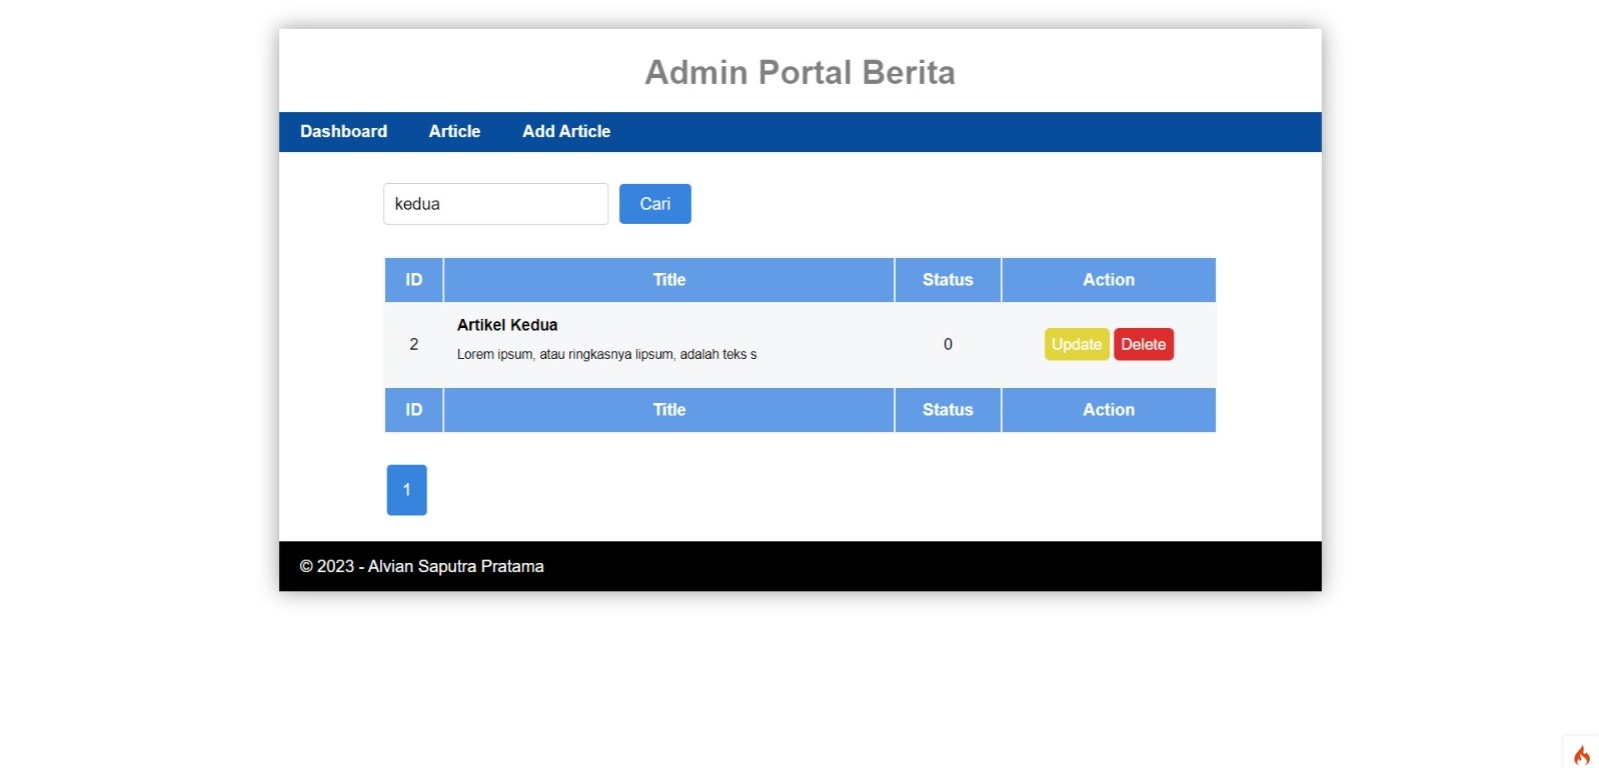 Admin Portal Berita
Dashboard Article Add Article
kedua Cari
ID Title Status Action
Artikel Kedua
2 Lorem ipsum, atau ringkasnya lipsum, adalah teks s 0 Update Delete
ID Title Status Action
1
© 2023 - Alvian Saputra Pratama